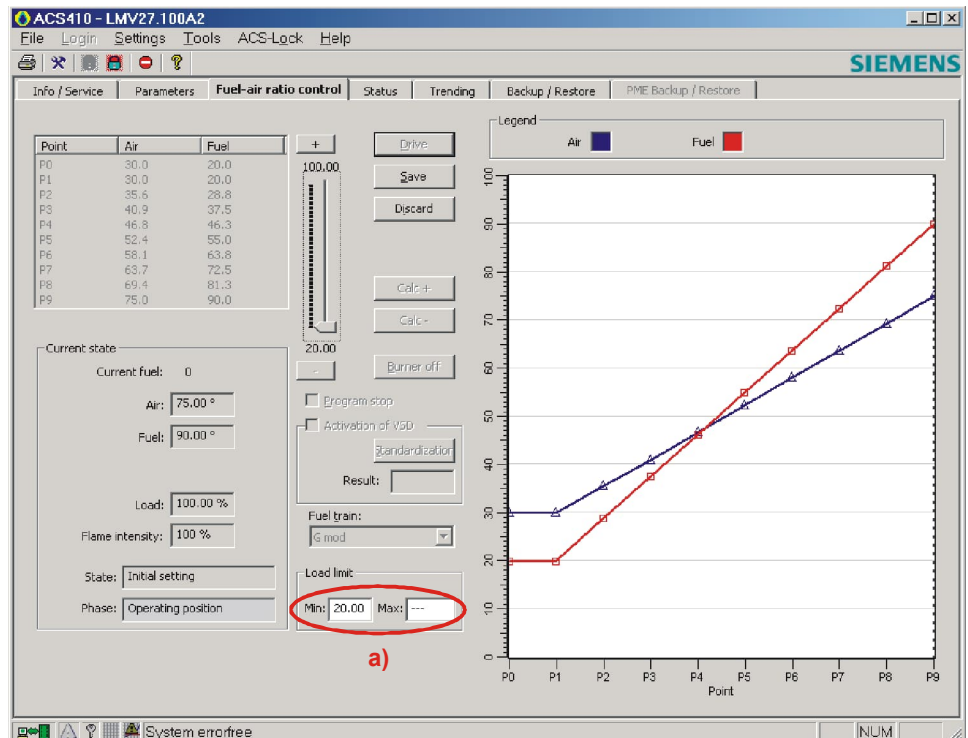 ACS410 - LMV27.100A2
File Login Settings Tools ACS-Lock Help
SIEMENS
Info / Service Parameters Fuel-air ratio control Status Trending Backup / Restore PME Backup / Restore
Point Air Fuel
P0 30.0 20.0
P1 30.0 20.0
P2 35.6 28.8
P3 40.9 37.5
P4 46.8 46.3
P5 52.4 55.0
P6 58.1 63.8
P7 63.7 72.5
P8 69.4 81.3
P9 75.0 90.0
+
100.00
20.00
-
Drive
Save
Discard
Calc +
Calc -
Burner off
Program stop
Activation of VSD
Standardization
Result:
Fuel train:
G mod
Load limit
Min: 20.00 Max: ---
a)
Current state
Current fuel: 0
Air: 75.00 °
Fuel: 90.00 °
Load: 100.00 %
Flame intensity: 100 %
State: Initial setting
Phase: Operating position
Legend
Air Fuel
100
90
80
70
60
50
40
30
20
10
0
P0 P1 P2 P3 P4 P5 P6 P7 P8 P9
Point
System errorfree
NUM